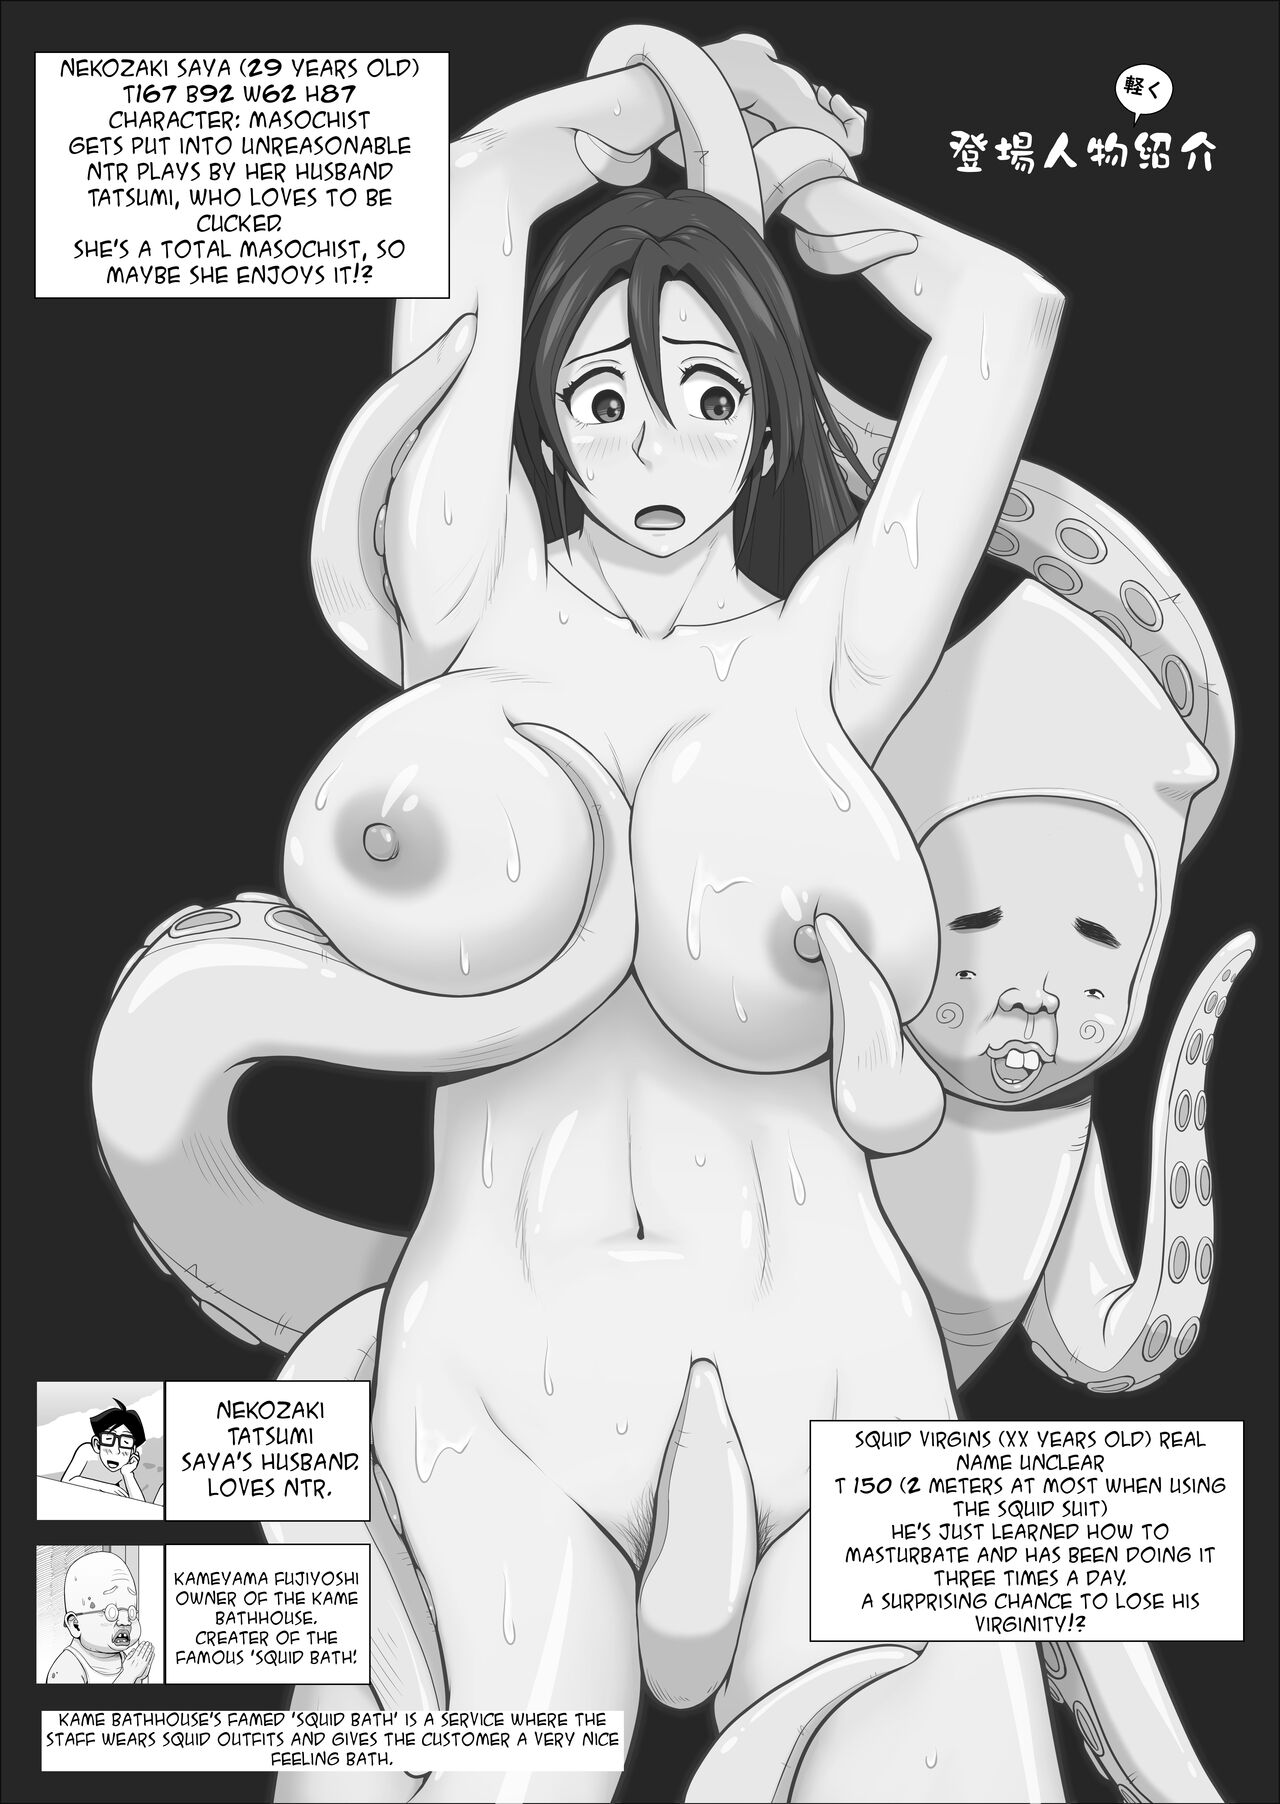 NEKOZAKI SAYA (29 YEARS OLD)
T167 B92 W62 H87
CHARACTER: MASOCHIST
GETS PUT INTO UNREASONABLE
NTR PLAYS BY HER HUSBAND
TATSUMI, WHO LOVES TO BE
CUCKED.
SHE'S A TOTAL MASOCHIST, SO
MAYBE SHE ENJOYS IT!?
軽く
登場人物紹介
NEKOZAKI
TATSUMI
SAYA'S HUSBAND.
LOVES NTR.
SQUID VIRGINS (XX YEARS OLD) REAL
NAME UNCLEAR
T 150 (2 METERS AT MOST WHEN USING
THE SQUID SUIT)
HE'S JUST LEARNED HOW TO
MASTURBATE AND HAS BEEN DOING IT
THREE TIMES A DAY.
A SURPRISING CHANCE TO LOSE HIS
VIRGINITY!?
KAMEYAMA FUJIYOSHI
OWNER OF THE KAME
BATHHOUSE.
CREATER OF THE
FAMOUS 'SQUID BATH'.
KAME BATHHOUSE'S FAMED 'SQUID BATH' IS A SERVICE WHERE THE
STAFF WEARS SQUID OUTFITS AND GIVES THE CUSTOMER A VERY NICE
FEELING BATH.